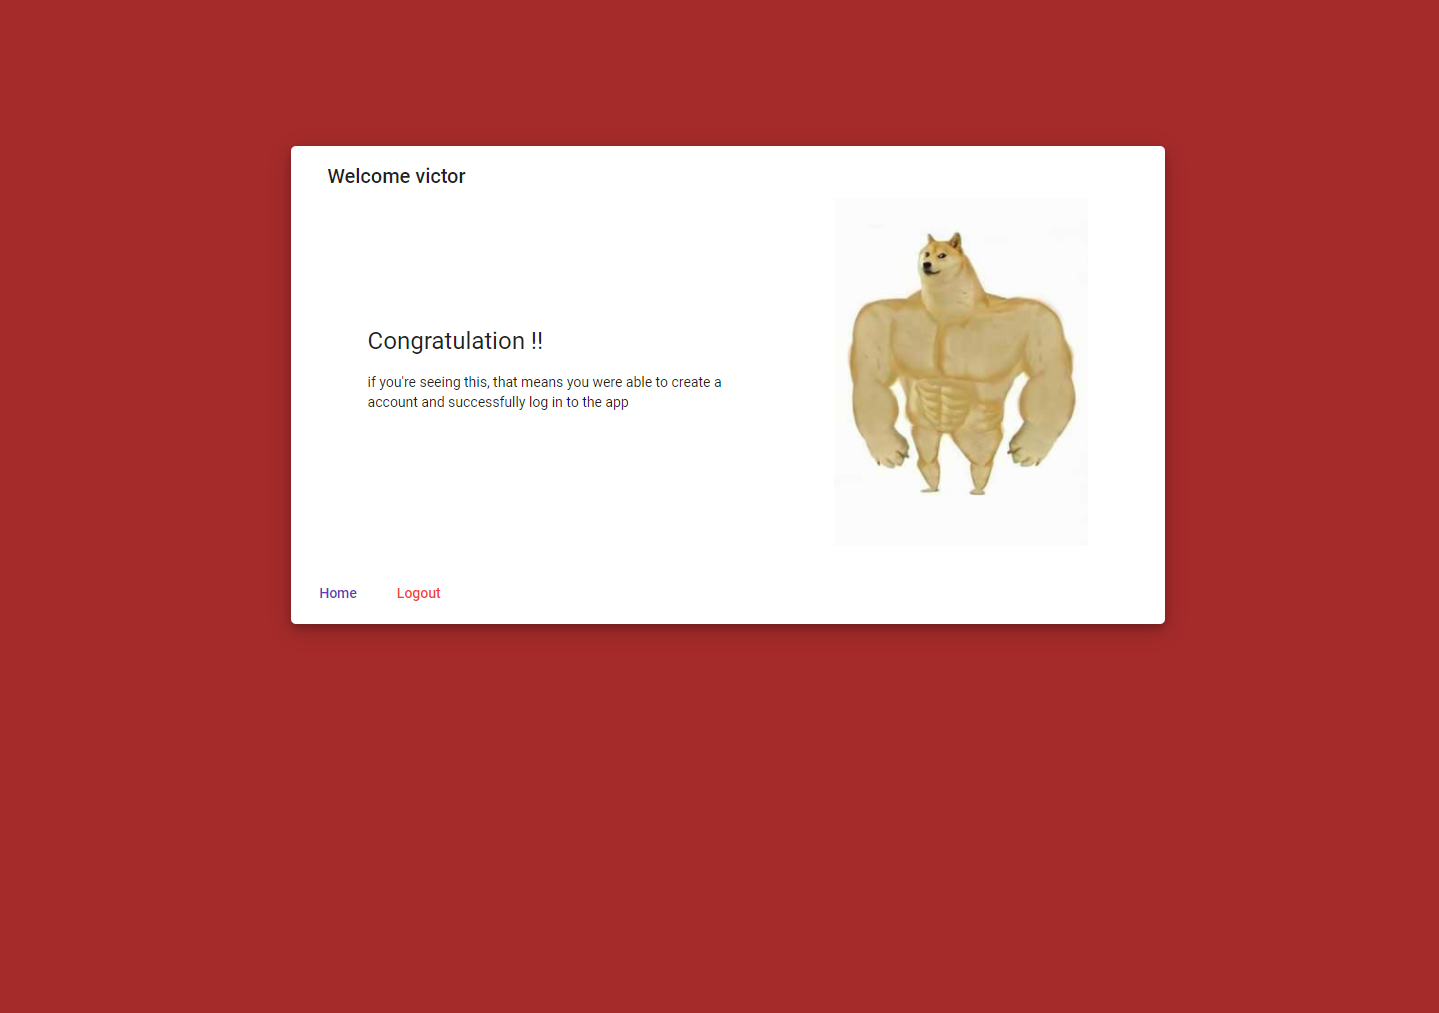 Welcome victor
Congratulation !!
if you're seeing this, that means you were able to create a
account and successfully log in to the app
Home
Logout